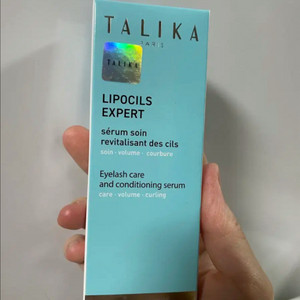 TALIKA
PARIS
TALIKA
LIPOCILS
EXPERT
sérum soin
revitalisant des cils
soin - volume - courbure
Eyelash care
and conditioning serum
care - volume - curling